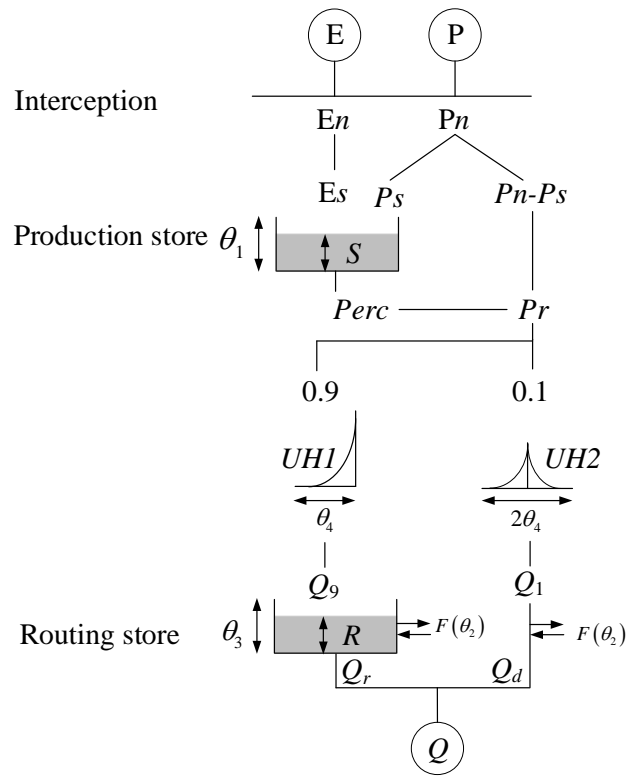 E P
Interception
En Pn
Es Ps Pn-Ps
Production store θ₁ S
Perc Pr
0.9 0.1
UH1 UH2
θ₄ 2θ₄
Q₉ Q₁
Routing store θ₃ R F(θ₂) F(θ₂)
Qr Qd
Q